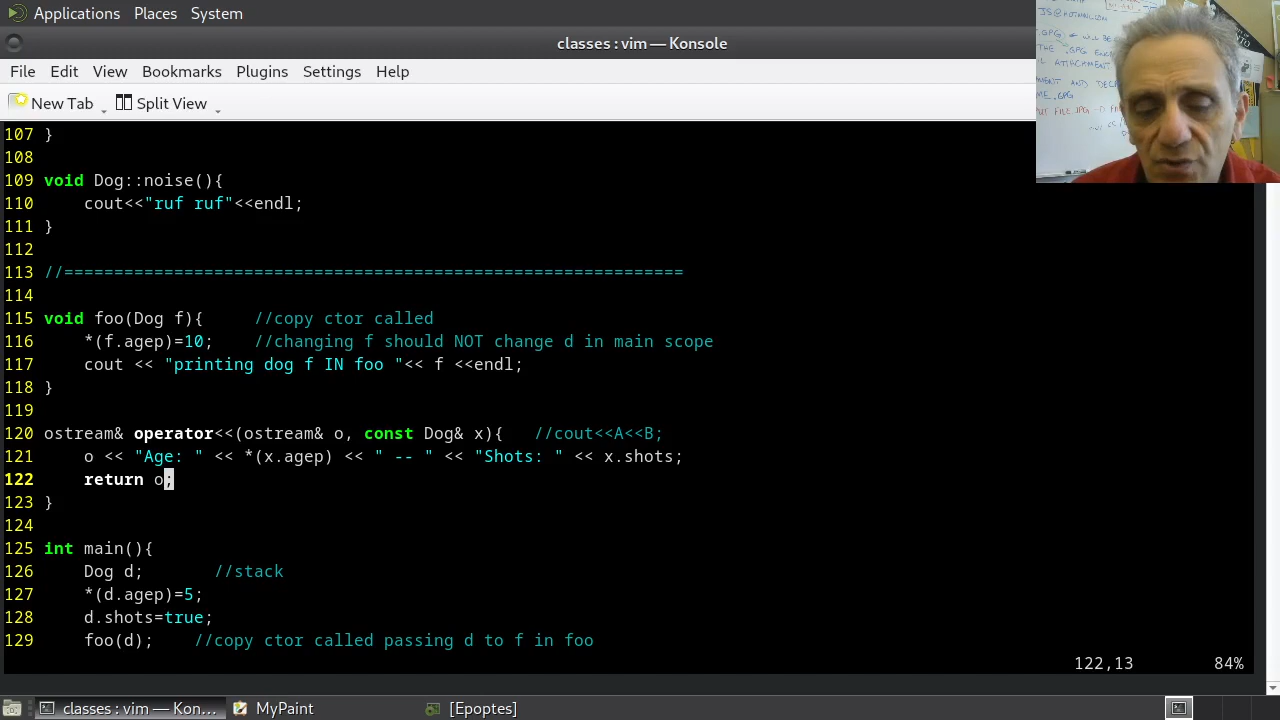 Applications Places System
classes : vim — Konsole
File Edit View Bookmarks Plugins Settings Help
New Tab Split View
107 }
108
109 void Dog::noise(){
110 cout<<"ruf ruf"<<endl;
111 }
112
113 //==============================================================
114
115 void foo(Dog f){ //copy ctor called
116 *(f.agep)=10; //changing f should NOT change d in main scope
117 cout << "printing dog f IN foo "<< f <<endl;
118 }
119
120 ostream& operator<<(ostream& o, const Dog& x){ //cout<<A<<B;
121 o << "Age: " << *(x.agep) << " -- " << "Shots: " << x.shots;
122 return o;
123 }
124
125 int main(){
126 Dog d; //stack
127 *(d.agep)=5;
128 d.shots=true;
129 foo(d); //copy ctor called passing d to f in foo
122,13 84%
classes : vim — Kon... MyPaint [Epoptes]